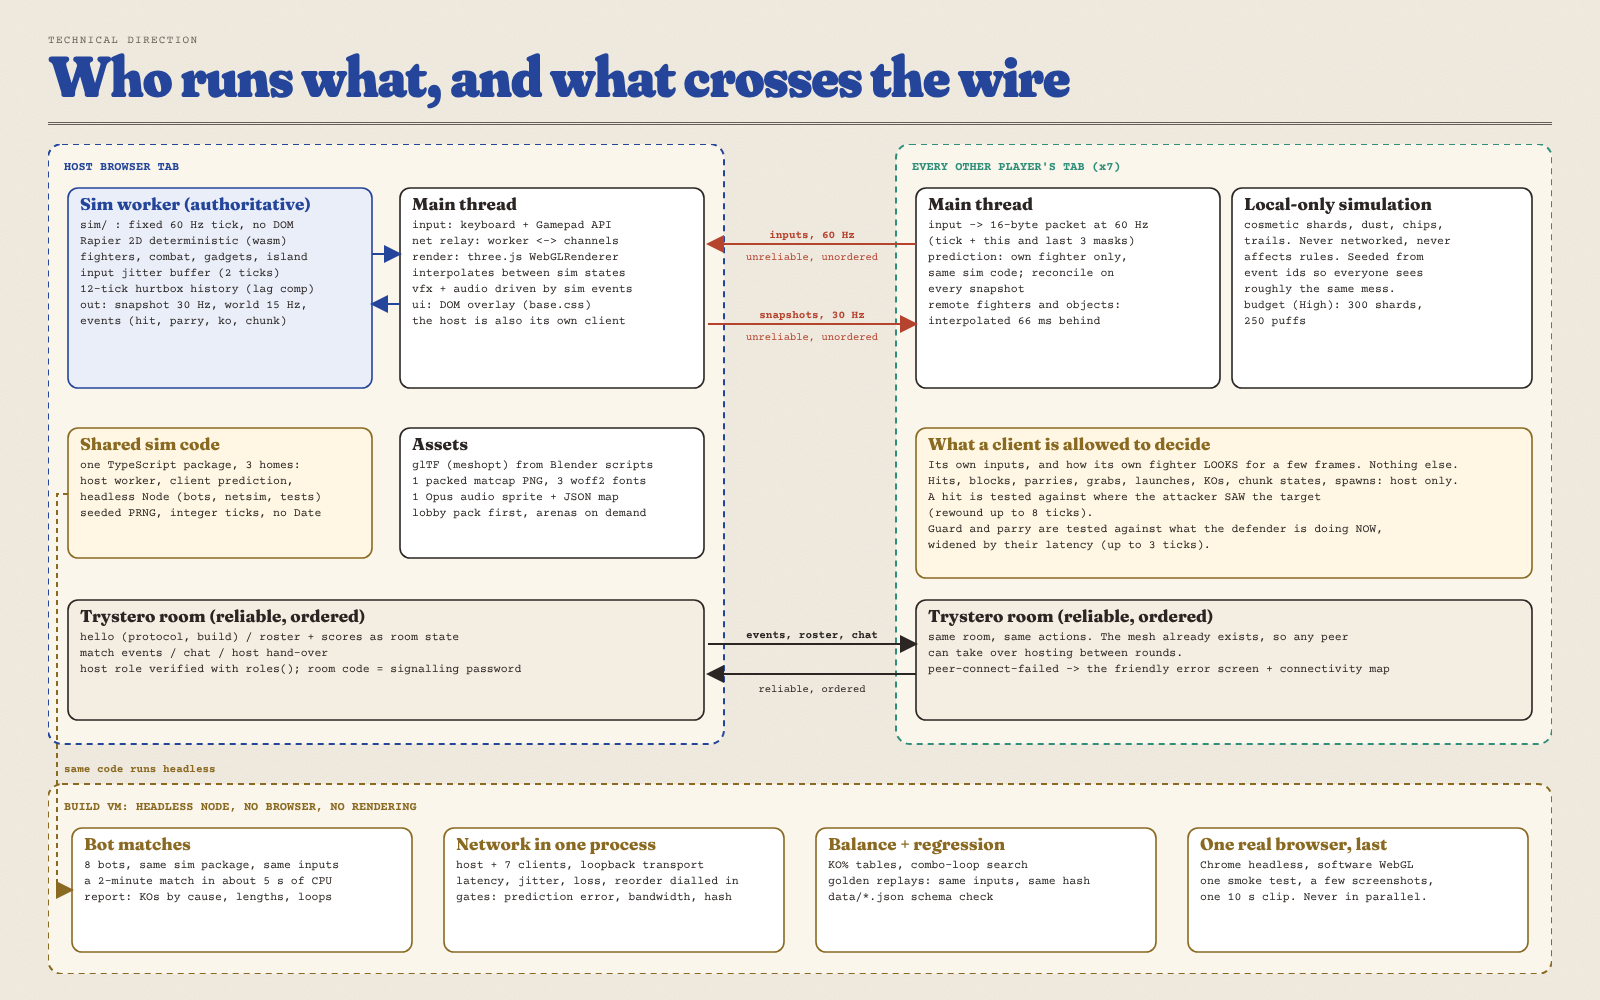 TECHNICAL DIRECTION
Who runs what, and what crosses the wire
HOST BROWSER TAB
Sim worker (authoritative)
sim/ : fixed 60 Hz tick, no DOM
Rapier 2D deterministic (wasm)
fighters, combat, gadgets, island
input jitter buffer (2 ticks)
12-tick hurtbox history (lag comp)
out: snapshot 30 Hz, world 15 Hz,
events (hit, parry, ko, chunk)
Main thread
input: keyboard + Gamepad API
net relay: worker <-> channels
render: three.js WebGLRenderer
interpolates between sim states
vfx + audio driven by sim events
ui: DOM overlay (base.css)
the host is also its own client
inputs, 60 Hz
unreliable, unordered
snapshots, 30 Hz
unreliable, unordered
EVERY OTHER PLAYER'S TAB (x7)
Main thread
input -> 16-byte packet at 60 Hz
(tick + this and last 3 masks)
prediction: own fighter only,
same sim code; reconcile on
every snapshot
remote fighters and objects:
interpolated 66 ms behind
Local-only simulation
cosmetic shards, dust, chips,
trails. Never networked, never
affects rules. Seeded from
event ids so everyone sees
roughly the same mess.
budget (High): 300 shards,
250 puffs
Shared sim code
one TypeScript package, 3 homes:
host worker, client prediction,
headless Node (bots, netsim, tests)
seeded PRNG, integer ticks, no Date
Assets
glTF (meshopt) from Blender scripts
1 packed matcap PNG, 3 woff2 fonts
1 Opus audio sprite + JSON map
lobby pack first, arenas on demand
What a client is allowed to decide
Its own inputs, and how its own fighter LOOKS for a few frames. Nothing else.
Hits, blocks, parries, grabs, launches, KOs, chunk states, spawns: host only.
A hit is tested against where the attacker SAW the target
(rewound up to 8 ticks).
Guard and parry are tested against what the defender is doing NOW,
widened by their latency (up to 3 ticks).
Trystero room (reliable, ordered)
hello (protocol, build) / roster + scores as room state
match events / chat / host hand-over
host role verified with roles(); room code = signalling password
events, roster, chat
reliable, ordered
Trystero room (reliable, ordered)
same room, same actions. The mesh already exists, so any peer
can take over hosting between rounds.
peer-connect-failed -> the friendly error screen + connectivity map
same code runs headless
BUILD VM: HEADLESS NODE, NO BROWSER, NO RENDERING
Bot matches
8 bots, same sim package, same inputs
a 2-minute match in about 5 s of CPU
report: KOs by cause, lengths, loops
Network in one process
host + 7 clients, loopback transport
latency, jitter, loss, reorder dialled in
gates: prediction error, bandwidth, hash
Balance + regression
KO% tables, combo-loop search
golden replays: same inputs, same hash
data/*.json schema check
One real browser, last
Chrome headless, software WebGL
one smoke test, a few screenshots,
one 10 s clip. Never in parallel.